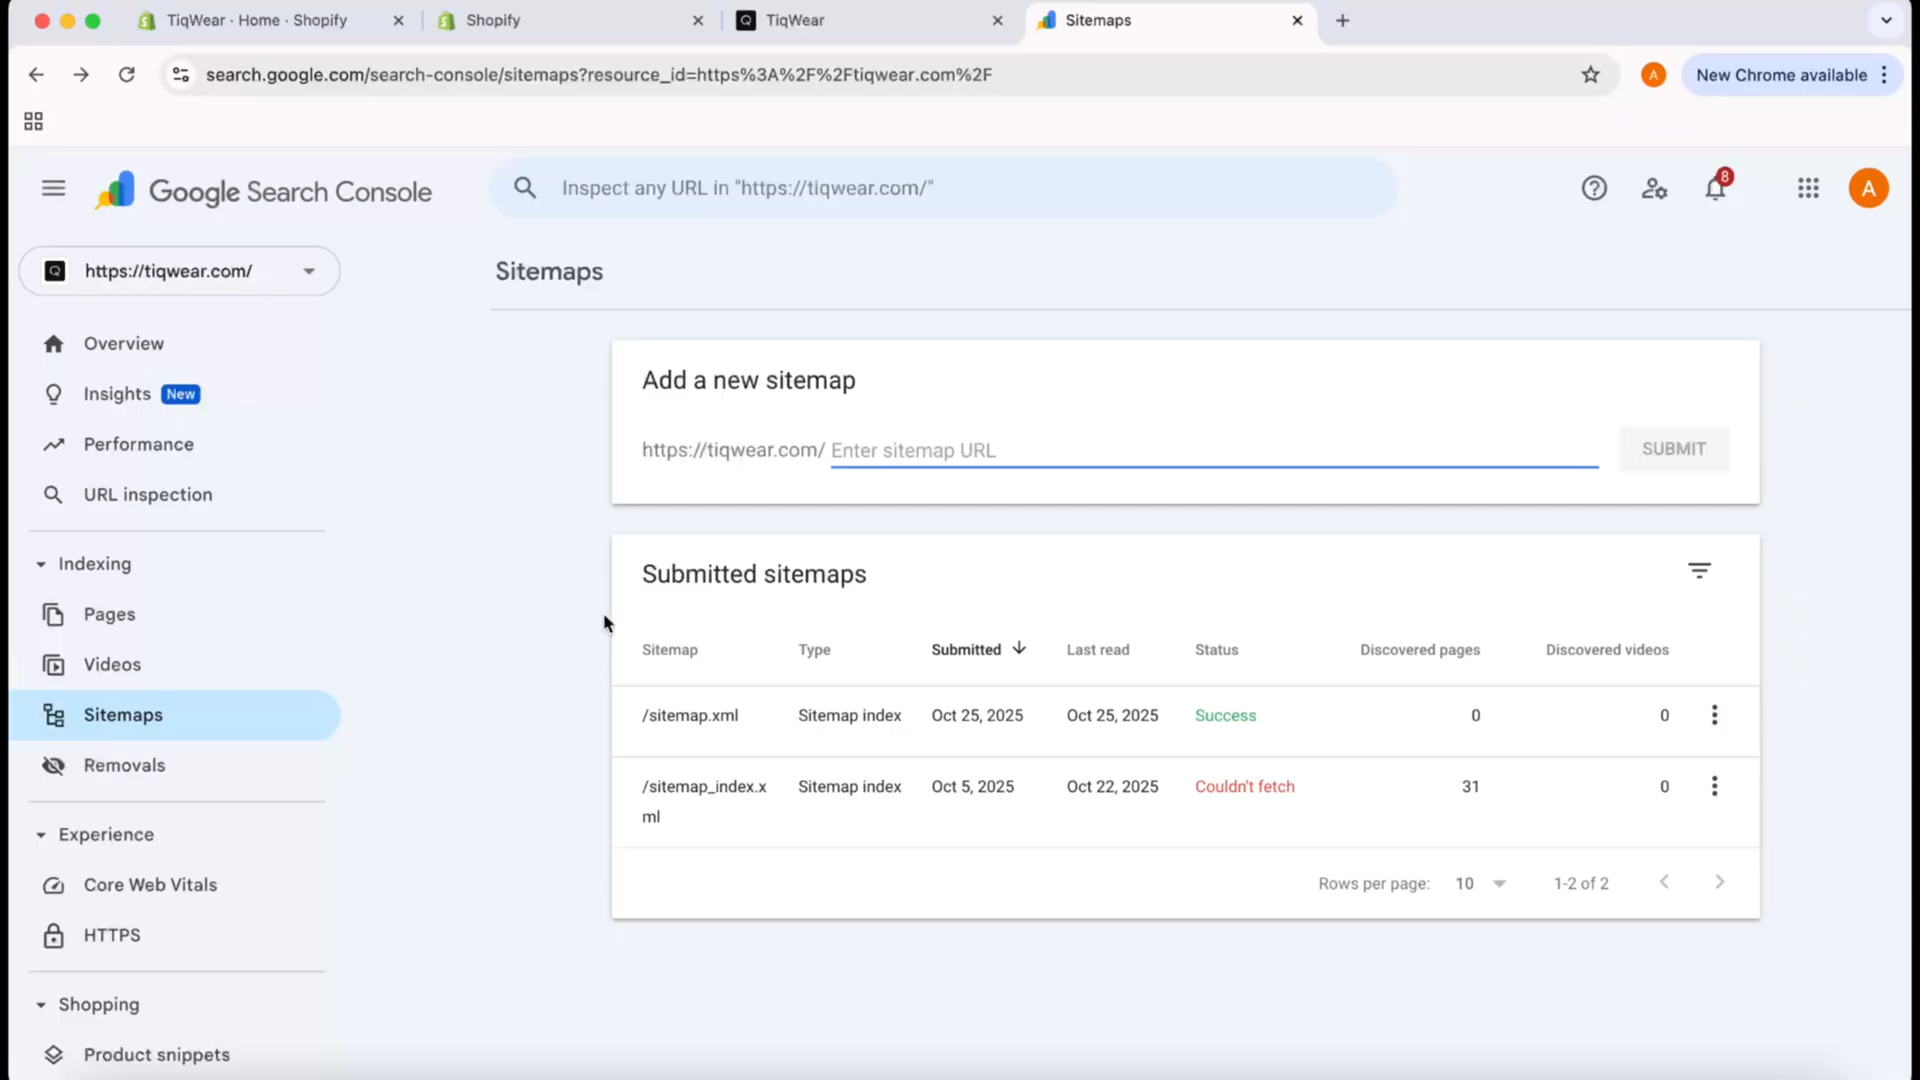 TiqWear · Home · Shopify
Shopify
TiqWear
Sitemaps
search.google.com/search-console/sitemaps?resource_id=https%3A%2F%2Ftiqwear.com%2F
A
New Chrome available
Google Search Console
Inspect any URL in "https://tiqwear.com/"
8
A
https://tiqwear.com/
Overview
Insights New
Performance
URL inspection
Indexing
Pages
Videos
Sitemaps
Removals
Experience
Core Web Vitals
HTTPS
Shopping
Product snippets
Sitemaps
Add a new sitemap
https://tiqwear.com/ Enter sitemap URL
SUBMIT
Submitted sitemaps
Sitemap Type Submitted Last read Status Discovered pages Discovered videos
/sitemap.xml Sitemap index Oct 25, 2025 Oct 25, 2025 Success 0 0
/sitemap_index.x Sitemap index Oct 5, 2025 Oct 22, 2025 Couldn't fetch 31 0
ml
Rows per page: 10 1-2 of 2